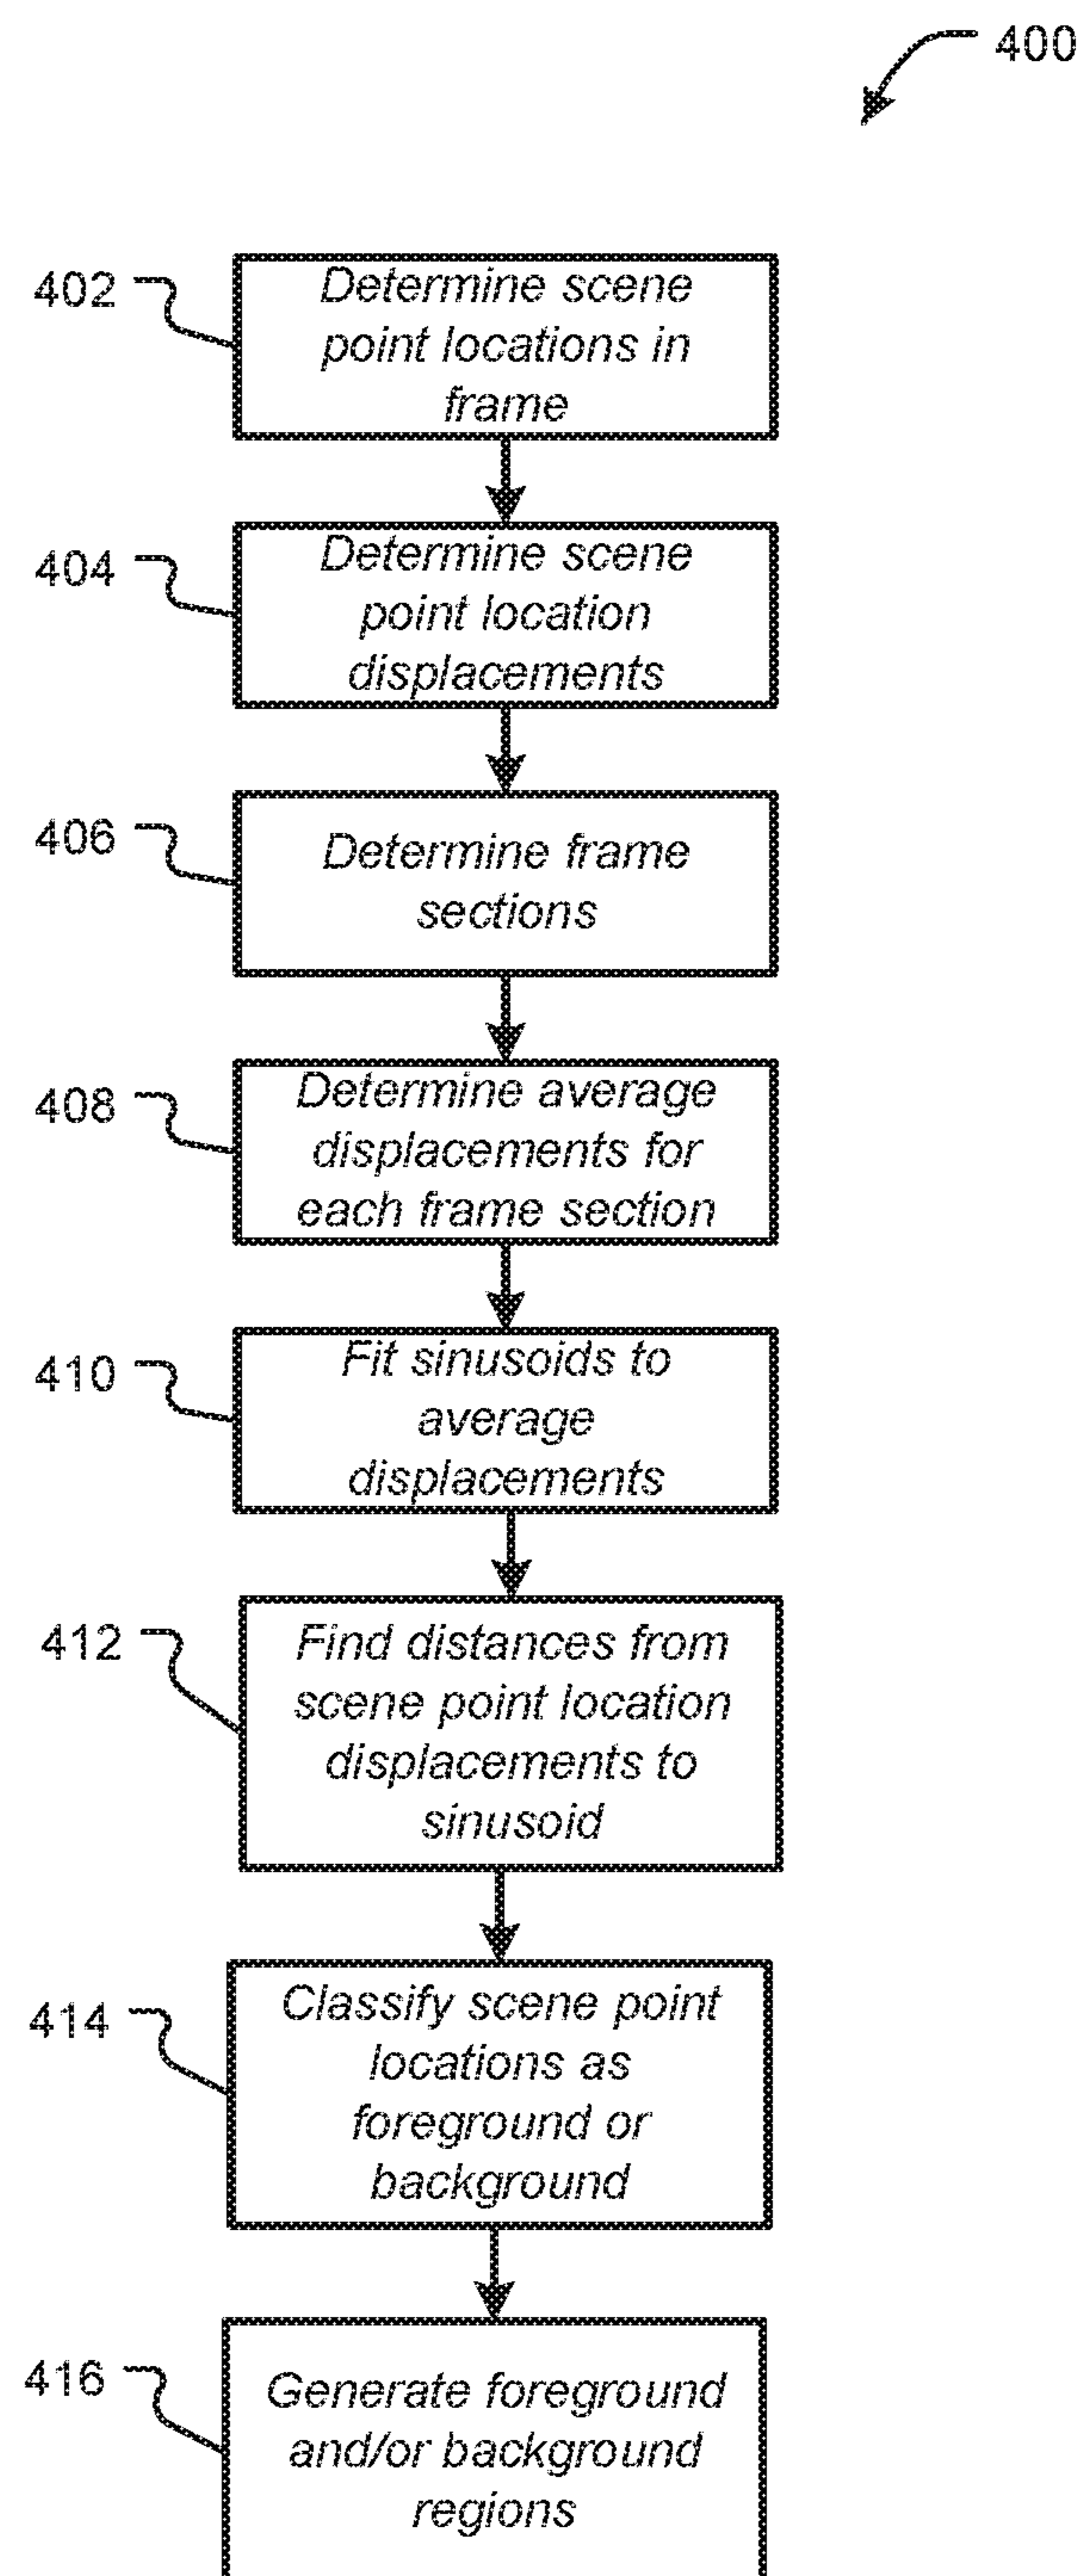 400
402
Determine scene
point locations in
frame
404
Determine scene
point location
displacements
406
Determine frame
sections
408
Determine average
displacements for
each frame section
410
Fit sinusoids to
average
displacements
412
Find distances from
scene point location
displacements to
sinusoid
414
Classify scene point
locations as
foreground or
background
416
Generate foreground
and/or background
regions